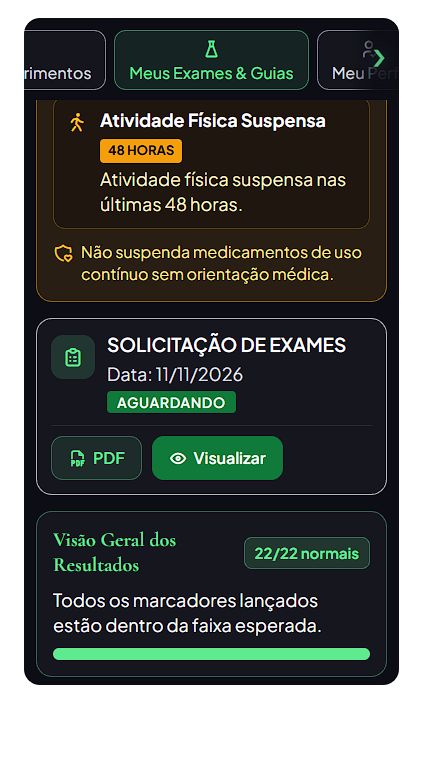 rimentos
Meus Exames & Guias
Meu Perfil
Atividade Física Suspensa
48 HORAS
Atividade física suspensa nas
últimas 48 horas.
Não suspenda medicamentos de uso
contínuo sem orientação médica.
SOLICITAÇÃO DE EXAMES
Data: 11/11/2026
AGUARDANDO
PDF
Visualizar
Visão Geral dos
Resultados
22/22 normais
Todos os marcadores lançados
estão dentro da faixa esperada.